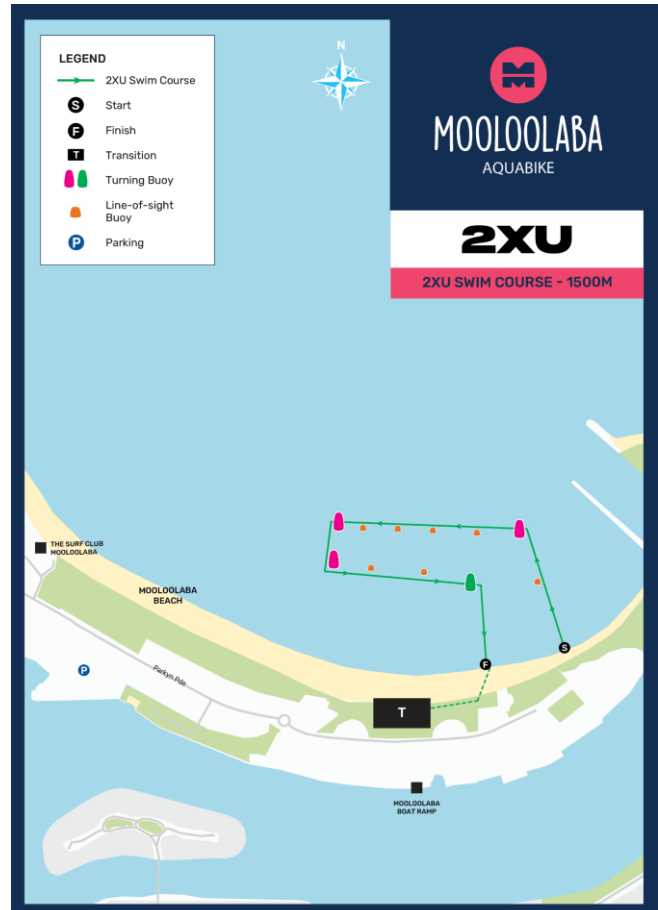 LEGEND
2XU Swim Course
S
Start
F
Finish
T
Transition
Turning Buoy
Line-of-sight
Buoy
P
Parking
N
MOOLOOLABA
AQUABIKE
2XU
2XU SWIM COURSE - 1500M
THE SURF CLUB
MOOLOOLABA
MOOLOOLABA
BEACH
P
Parkyn Pde
S
F
T
MOOLOOLABA
BOAT RAMP